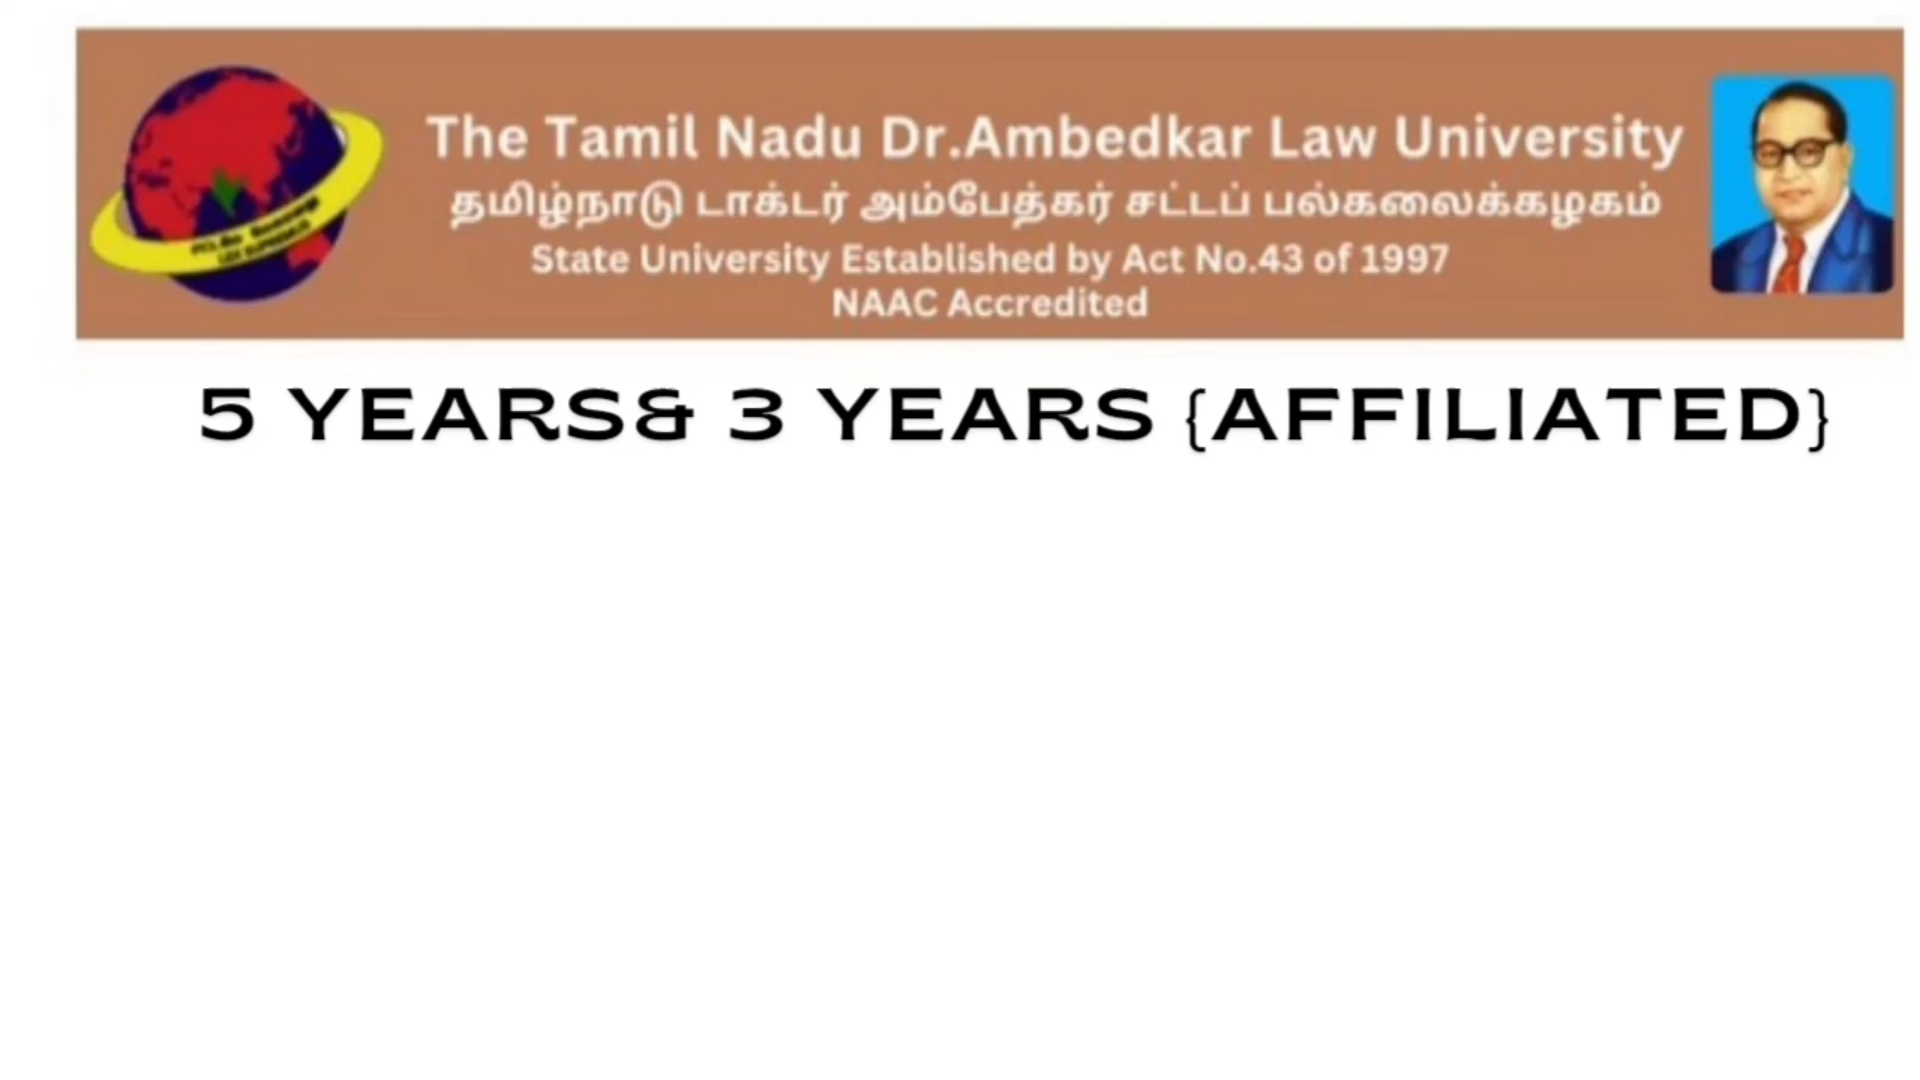 The Tamil Nadu Dr.Ambedkar Law University
தமிழ்நாடு டாக்டர் அம்பேத்கர் சட்டப் பல்கலைக்கழகம்
State University Established by Act No.43 of 1997
NAAC Accredited
5 YEARS& 3 YEARS {AFFILIATED}